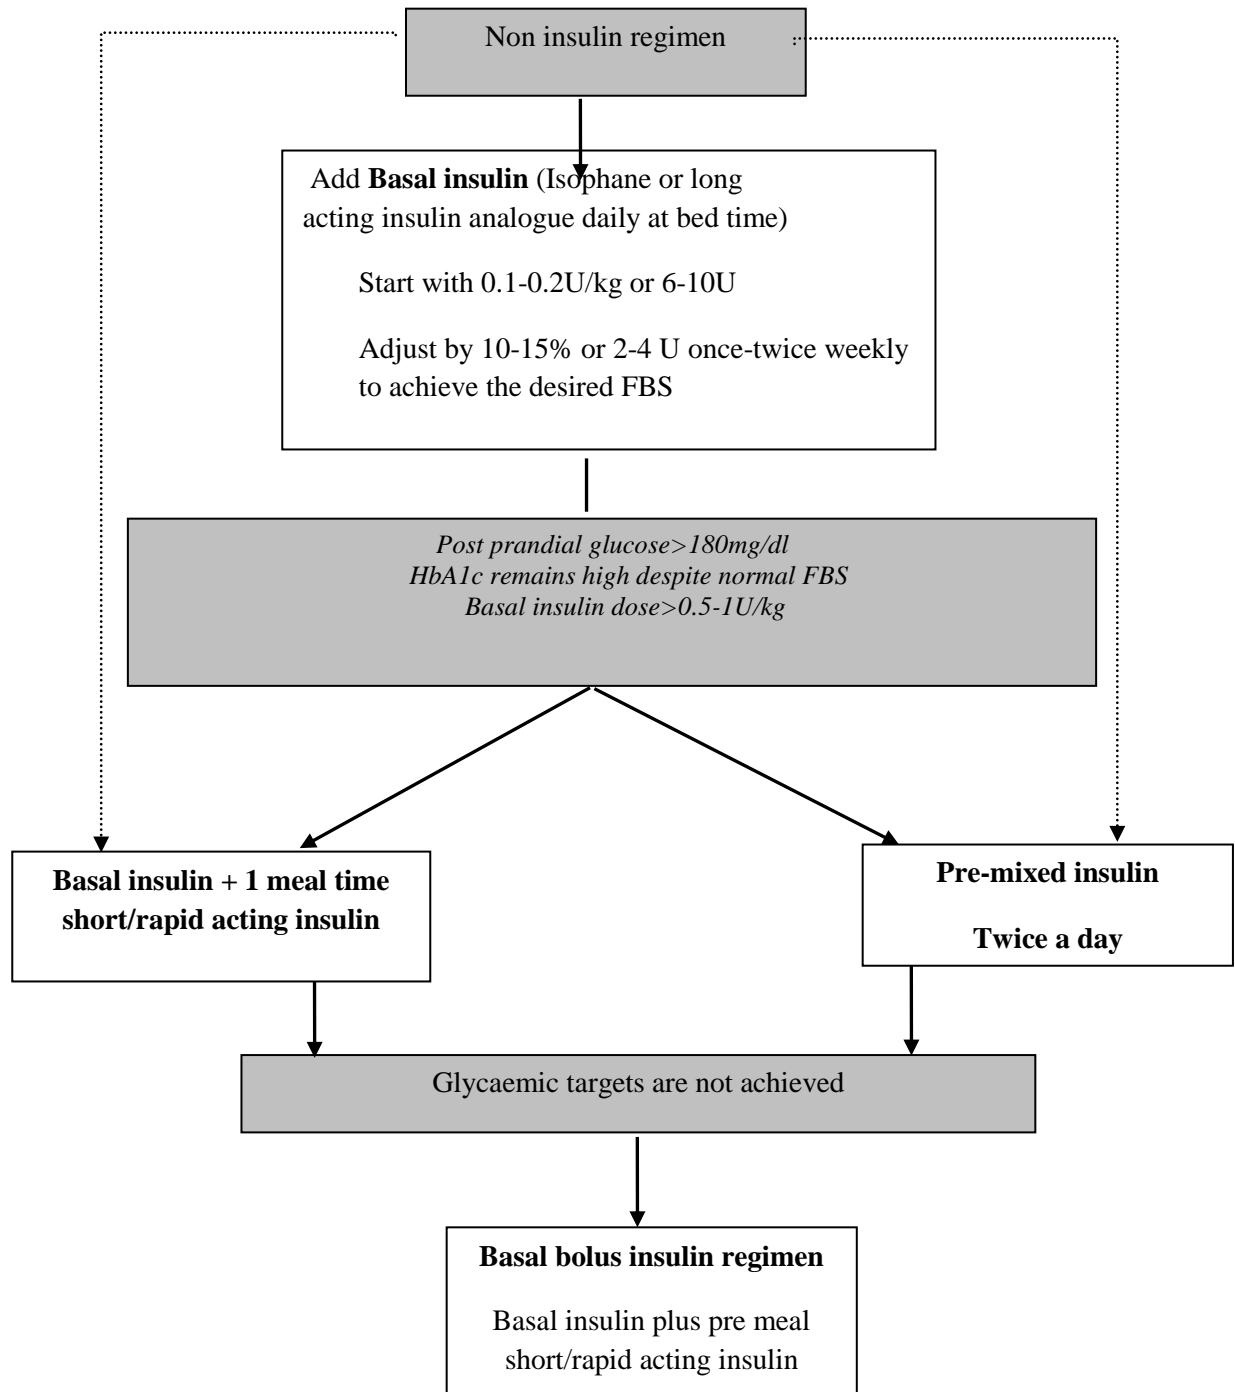 Non insulin regimen
Add Basal insulin (Isophane or long
acting insulin analogue daily at bed time)
Start with 0.1-0.2U/kg or 6-10U
Adjust by 10-15% or 2-4 U once-twice weekly
to achieve the desired FBS
Post prandial glucose>180mg/dl
HbA1c remains high despite normal FBS
Basal insulin dose>0.5-1U/kg
Basal insulin + 1 meal time
short/rapid acting insulin
Pre-mixed insulin
Twice a day
Glycaemic targets are not achieved
Basal bolus insulin regimen
Basal insulin plus pre meal
short/rapid acting insulin